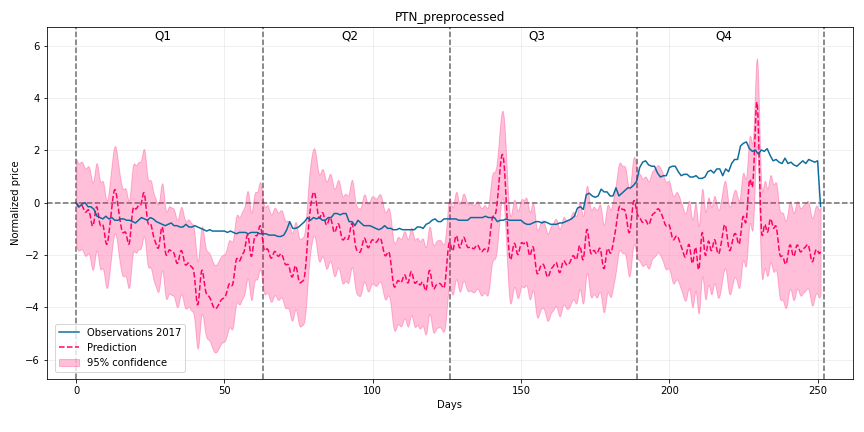 PTN_preprocessed
Q1 Q2 Q3 Q4
6
4
2
0
−2
−4
−6
Normalized price
Observations 2017
Prediction
95% confidence
0 50 100 150 200 250
Days